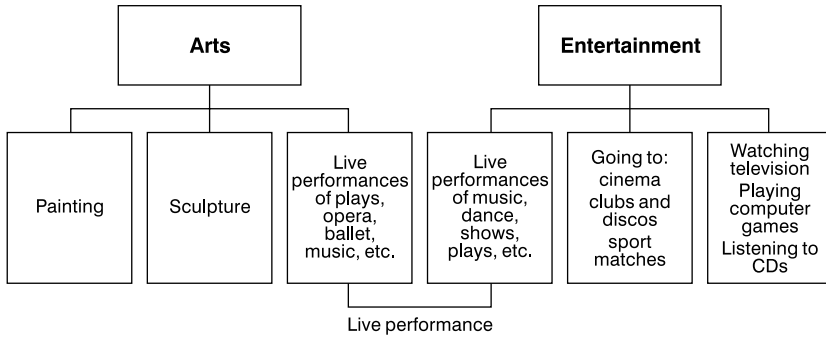 Arts
Entertainment
Painting
Sculpture
Live
performances
of plays,
opera,
ballet,
music, etc.
Live
performances
of music,
dance,
shows,
plays, etc.
Going to:
cinema
clubs and
discos
sport
matches
Watching
television
Playing
computer
games
Listening to
CDs
Live performance